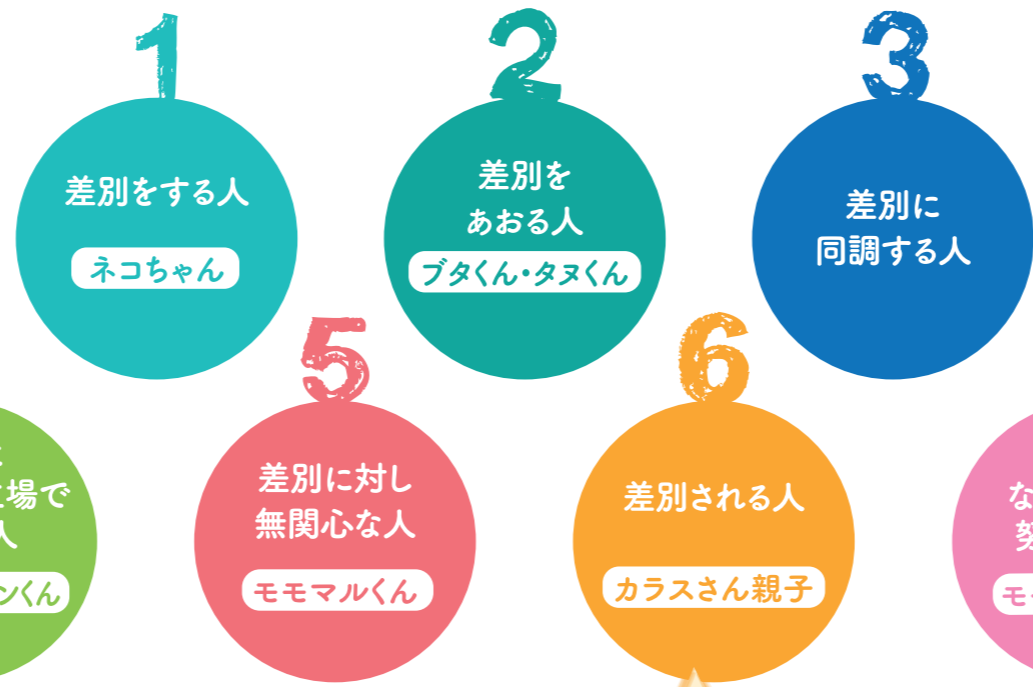 1
差別をする人
ネコちゃん
2
差別を
あおる人
ブタくん・タヌくん
3
差別に
同調する人
場で
人
ンくん
5
差別に対し
無関心な人
モモマルくん
6
差別される人
カラスさん親子
な
モ